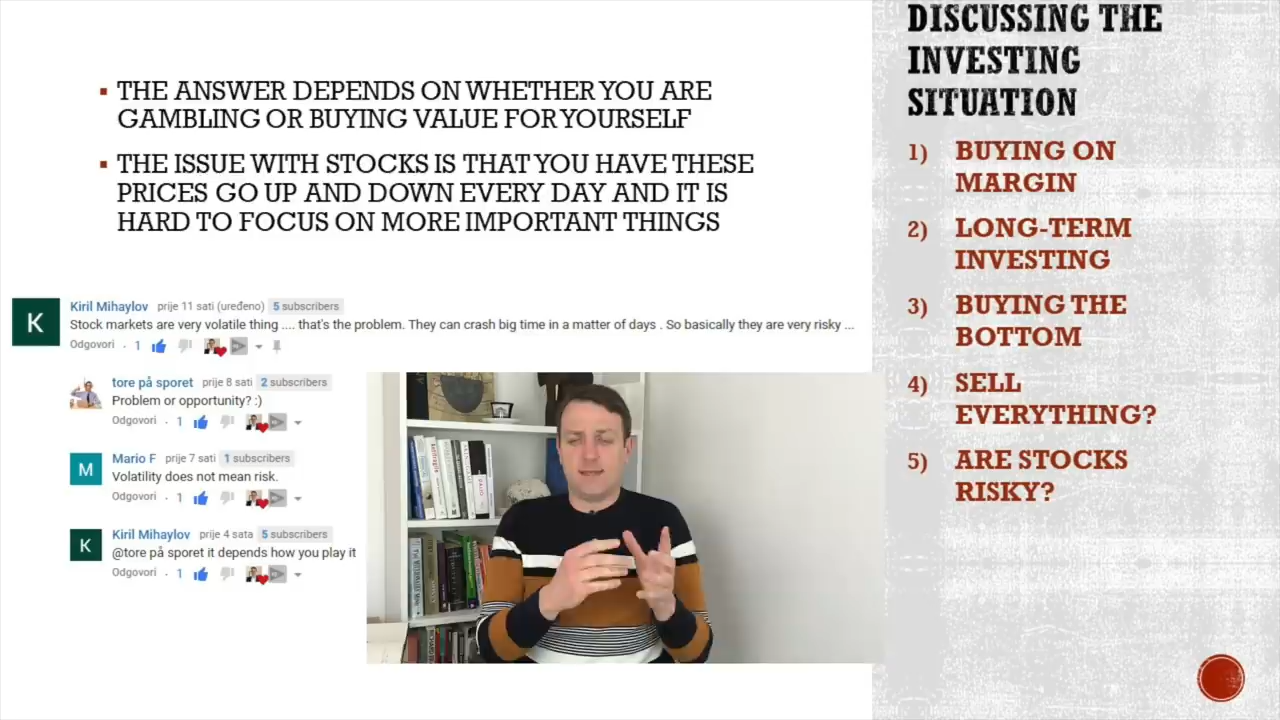 THE ANSWER DEPENDS ON WHETHER YOU ARE
GAMBLING OR BUYING VALUE FOR YOURSELF
THE ISSUE WITH STOCKS IS THAT YOU HAVE THESE
PRICES GO UP AND DOWN EVERY DAY AND IT IS
HARD TO FOCUS ON MORE IMPORTANT THINGS
K
Kiril Mihaylov prije 11 sati (uređeno) 5 subscribers
Stock markets are very volatile thing .... that's the problem. They can crash big time in a matter of days . So basically they are very risky ...
Odgovori · 1
tore på sporet prije 8 sati 2 subscribers
Problem or opportunity? :)
Odgovori · 1
M
Mario F prije 7 sati 1 subscribers
Volatility does not mean risk.
Odgovori · 1
K
Kiril Mihaylov prije 4 sata 5 subscribers
@tore på sporet it depends how you play it
Odgovori · 1
DISCUSSING THE
INVESTING
SITUATION
1) BUYING ON
MARGIN
2) LONG-TERM
INVESTING
3) BUYING THE
BOTTOM
4) SELL
EVERYTHING?
5) ARE STOCKS
RISKY?